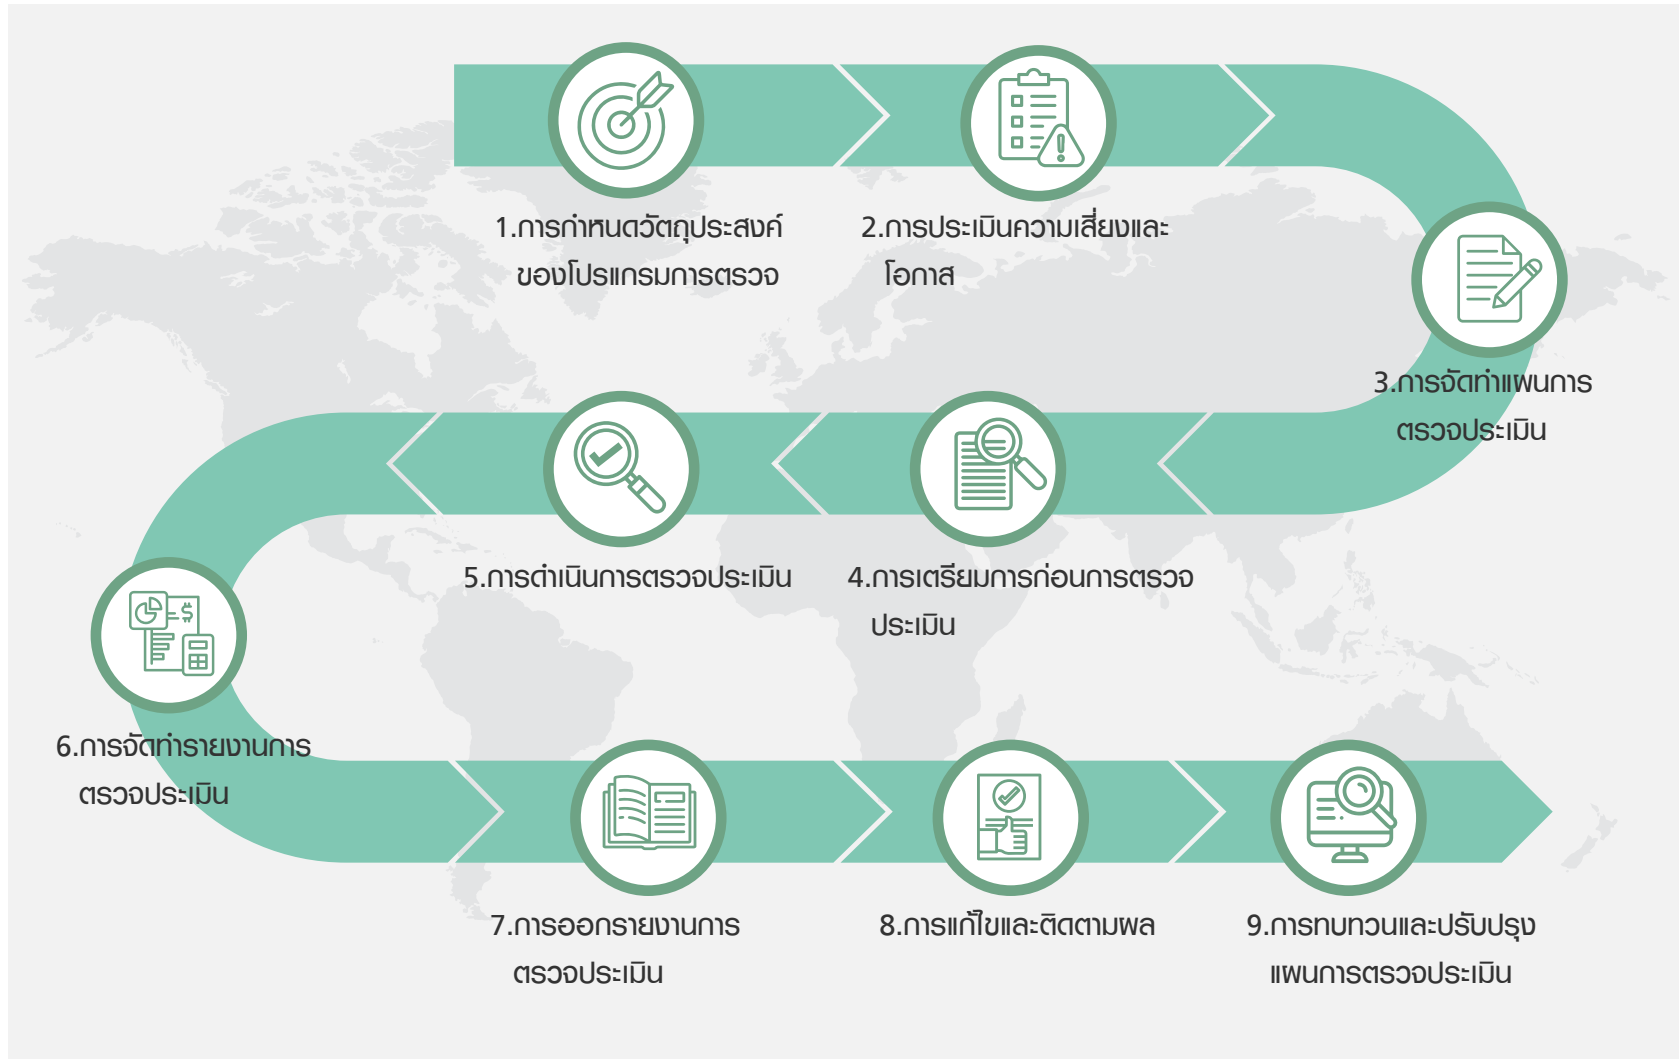 1.การกำหนดวัตถุประสงค์
ของโปรแกรมการตรวจ
2.การประเมินความเสี่ยงและ
โอกาส
3.การจัดทำแผนการ
ตรวจประเมิน
4.การเตรียมการก่อนการตรวจ
ประเมิน
5.การดำเนินการตรวจประเมิน
6.การจัดทำรายงานการ
ตรวจประเมิน
7.การออกรายงานการ
ตรวจประเมิน
8.การแก้ไขและติดตามผล
9.การทบทวนและปรับปรุง
แผนการตรวจประเมิน